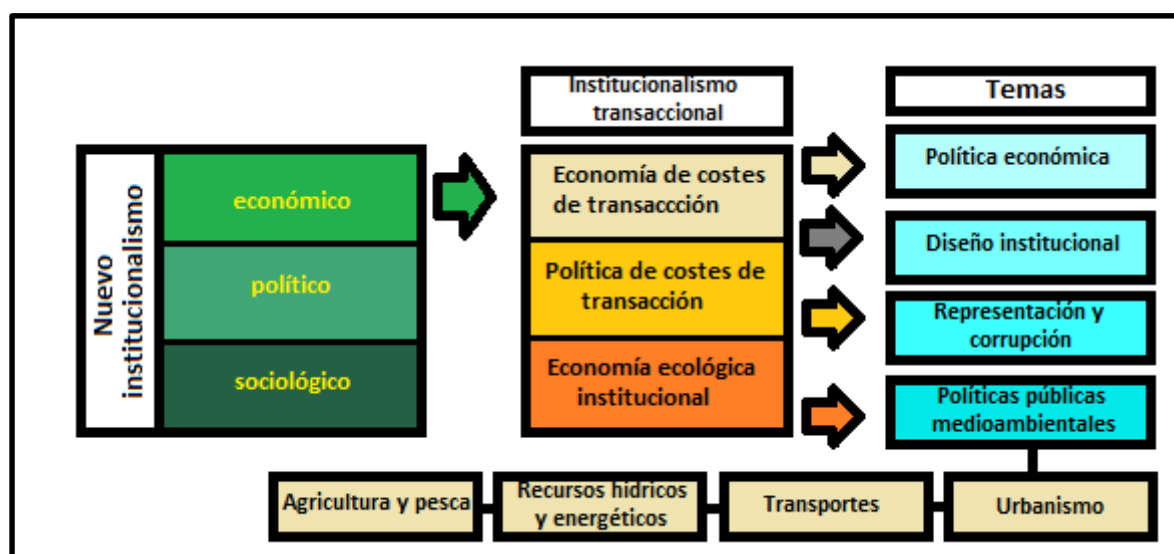 Nuevo
institucionalismo
económico
político
sociológico
Institucionalismo
transaccional
Economía de costes
de transaccción
Política de costes de
transacción
Economía ecológica
institucional
Temas
Política económica
Diseño institucional
Representación y
corrupción
Políticas públicas
medioambientales
Agricultura y pesca
Recursos hídricos
y energéticos
Transportes
Urbanismo